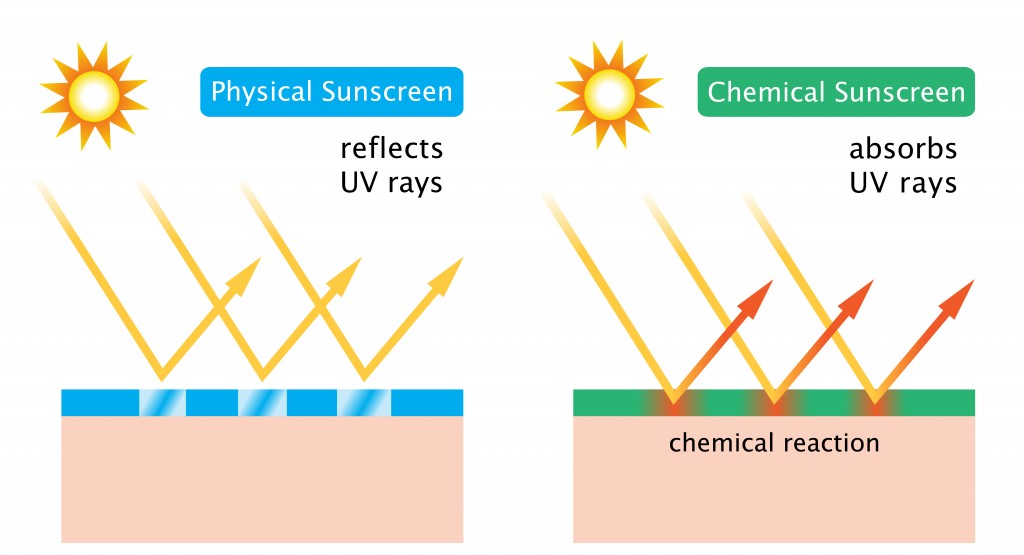 Physical Sunscreen
reflects
UV rays
Chemical Sunscreen
absorbs
UV rays
chemical reaction